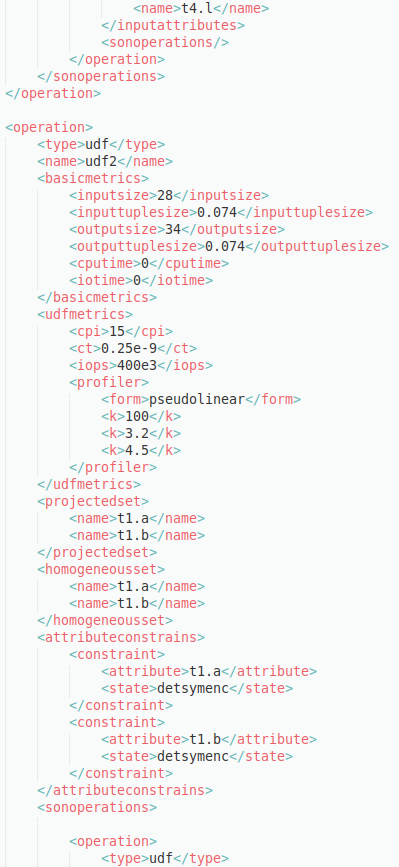 <name>t4.l</name>
</inputattributes>
<sonoperations/>
</operation>
</sonoperations>
</operation>
<operation>
<type>udf</type>
<name>udf2</name>
<basicmetrics>
<inputsize>28</inputsize>
<inputtuplesize>0.074</inputtuplesize>
<outputsize>34</outputsize>
<outputtuplesize>0.074</outputtuplesize>
<cputime>0</cputime>
<iotime>0</iotime>
</basicmetrics>
<udfmetrics>
<cpi>15</cpi>
<ct>0.25e-9</ct>
<iops>400e3</iops>
<profiler>
<form>pseudolinear</form>
<k>100</k>
<k>3.2</k>
<k>4.5</k>
</profiler>
</udfmetrics>
<projectedset>
<name>t1.a</name>
<name>t1.b</name>
</projectedset>
<homogeneousset>
<name>t1.a</name>
<name>t1.b</name>
</homogeneousset>
<attributeconstrains>
<constraint>
<attribute>t1.a</attribute>
<state>detsymenc</state>
</constraint>
<constraint>
<attribute>t1.b</attribute>
<state>detsymenc</state>
</constraint>
</attributeconstrains>
<sonoperations>
<operation>
<type>udf</type>